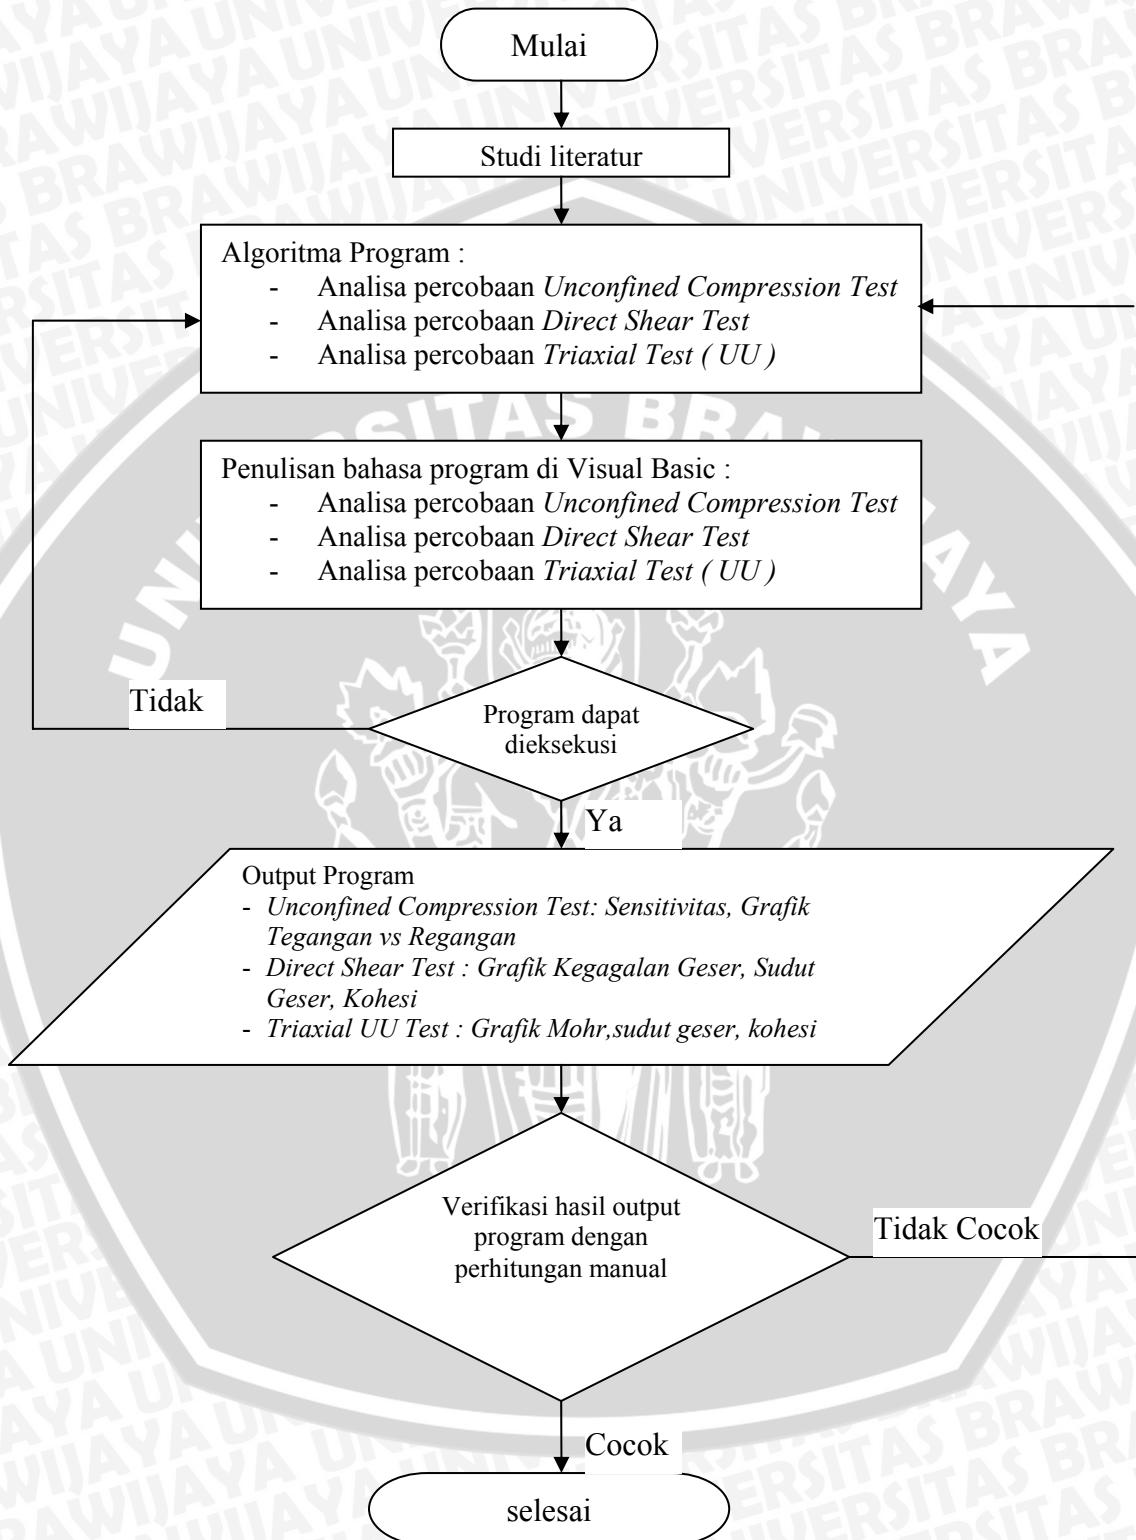 Mulai
Studi literatur
Algoritma Program :
- Analisa percobaan Unconfined Compression Test
- Analisa percobaan Direct Shear Test
- Analisa percobaan Triaxial Test ( UU )
Penulisan bahasa program di Visual Basic :
- Analisa percobaan Unconfined Compression Test
- Analisa percobaan Direct Shear Test
- Analisa percobaan Triaxial Test ( UU )
Tidak
Program dapat
dieksekusi
Ya
Output Program
- Unconfined Compression Test: Sensitivitas, Grafik
Tegangan vs Regangan
- Direct Shear Test : Grafik Kegagalan Geser, Sudut
Geser, Kohesi
- Triaxial UU Test : Grafik Mohr,sudut geser, kohesi
Verifikasi hasil output
program dengan
perhitungan manual
Tidak Cocok
Cocok
selesai